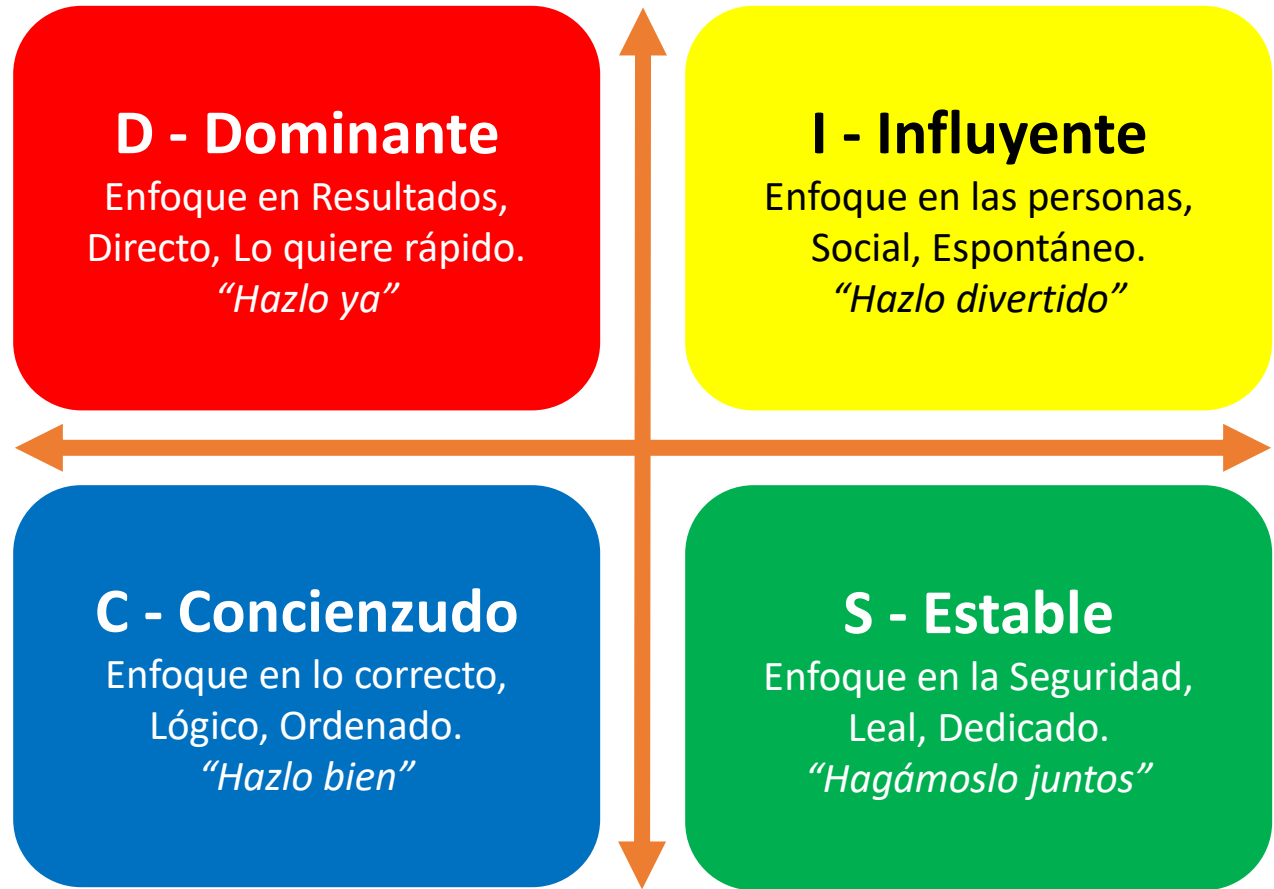 D - Dominante
Enfoque en Resultados,
Directo, Lo quiere rápido.
“Hazlo ya”
I - Influyente
Enfoque en las personas,
Social, Espontáneo.
“Hazlo divertido”
C - Concienzudo
Enfoque en lo correcto,
Lógico, Ordenado.
“Hazlo bien”
S - Estable
Enfoque en la Seguridad,
Leal, Dedicado.
“Hagámoslo juntos”